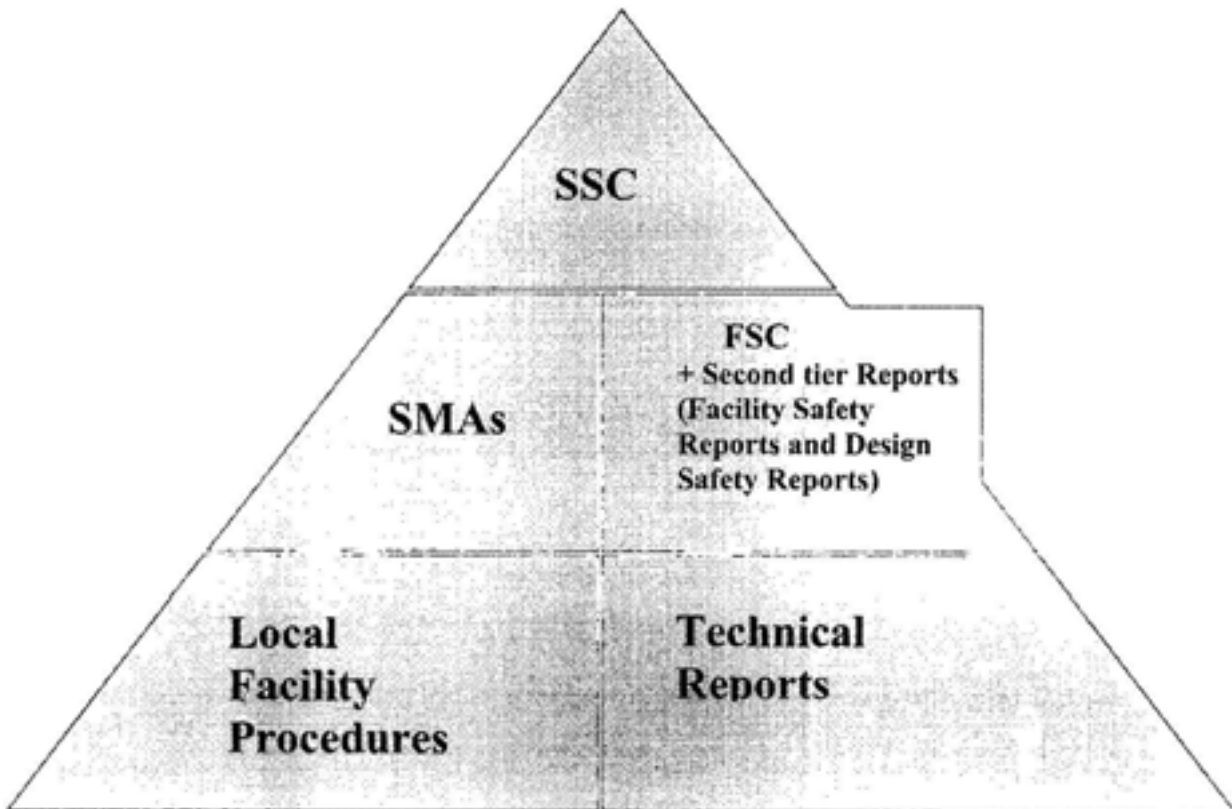 SSC
SMAs
FSC
+ Second tier Reports
(Facility Safety
Reports and Design
Safety Reports)
Local
Facility
Procedures
Technical
Reports